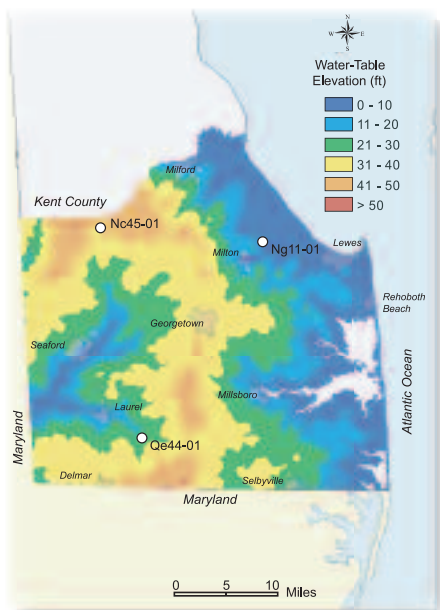 N
W E
S
Water-Table
Elevation (ft)
0 - 10
11 - 20
21 - 30
31 - 40
41 - 50
> 50
Milford
Kent County
Nc45-01
Ng11-01
Milton
Lewes
Rehoboth
Beach
Georgetown
Seaford
Atlantic Ocean
Millsboro
Laurel
Maryland
Qe44-01
Delmar
Selbyville
Maryland
0 5 10
Miles